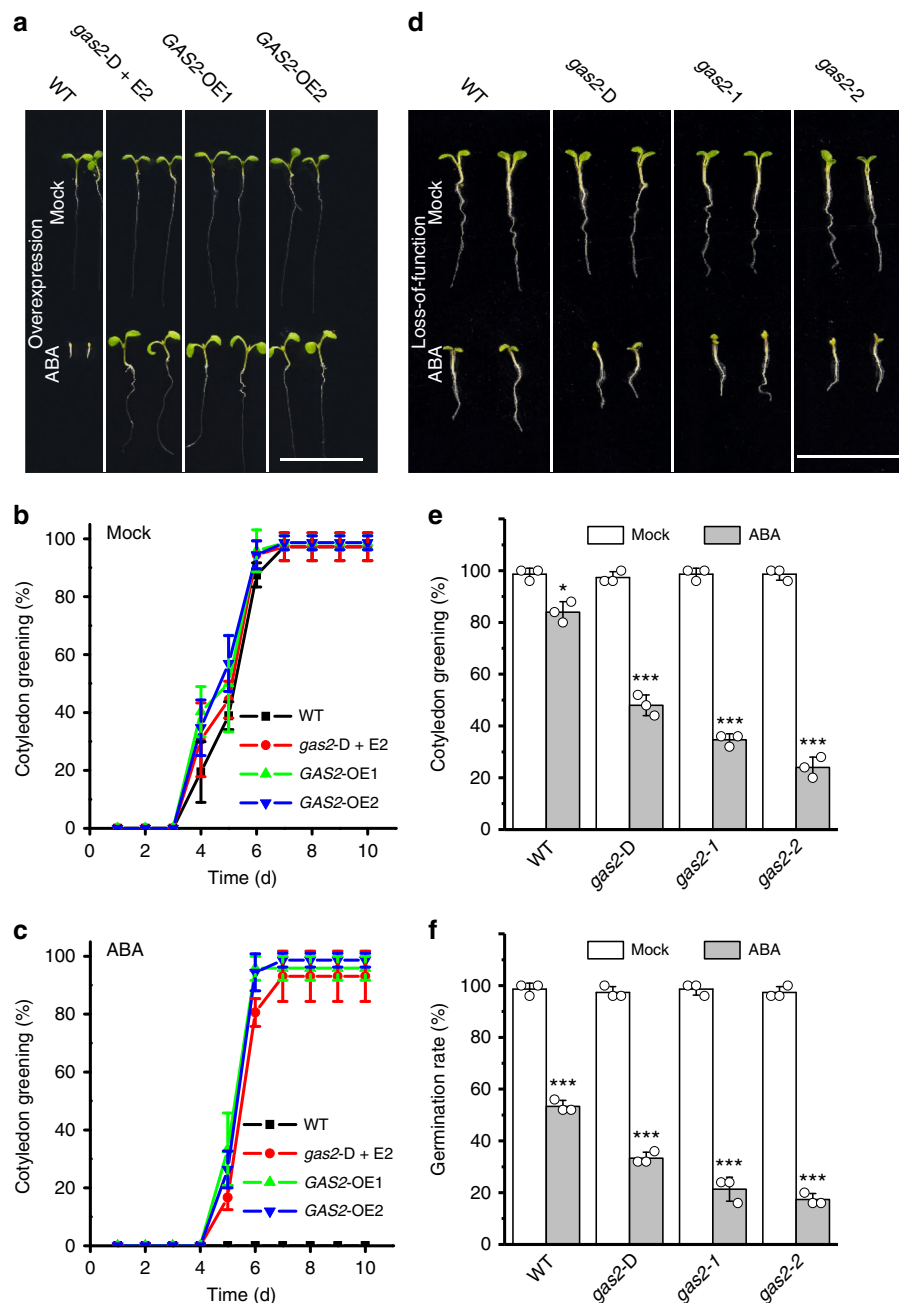 a
WT
gas2-D + E2
GAS2-OE1
GAS2-OE2
Overexpression
Mock
ABA
d
WT
gas2-D
gas2-1
gas2-2
Loss-of-function
Mock
ABA
b
Mock
Cotyledon greening (%)
100
80
60
40
20
0
WT
gas2-D + E2
GAS2-OE1
GAS2-OE2
0 2 4 6 8 10
Time (d)
e
Mock ABA
Cotyledon greening (%)
100
80
60
40
20
0
* *** *** ***
WT gas2-D gas2-1 gas2-2
c
ABA
Cotyledon greening (%)
100
80
60
40
20
0
WT
gas2-D + E2
GAS2-OE1
GAS2-OE2
0 2 4 6 8 10
Time (d)
f
Mock ABA
Germination rate (%)
100
80
60
40
20
0
*** *** *** ***
WT gas2-D gas2-1 gas2-2